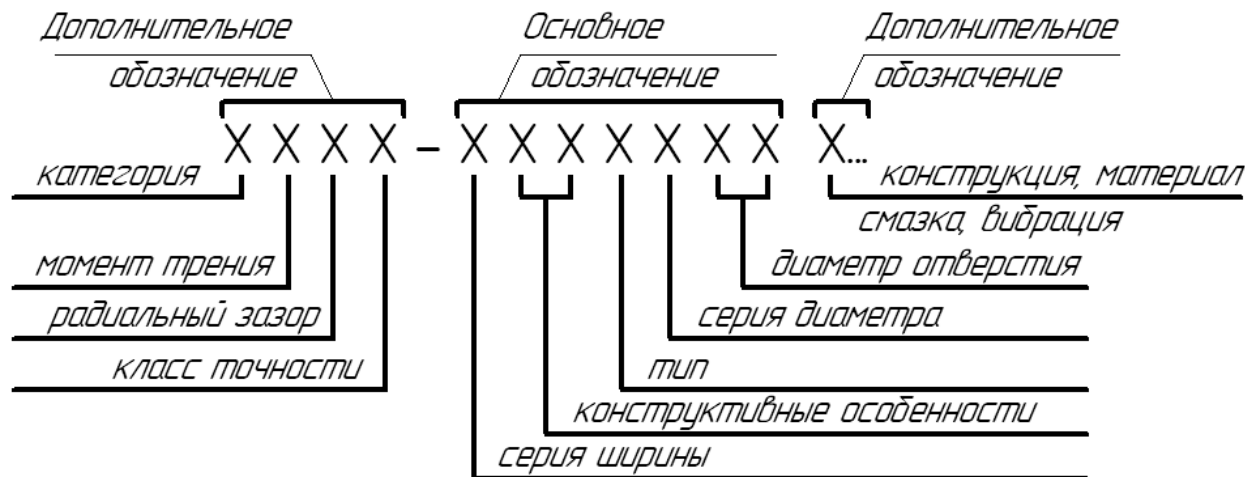 Дополнительное Основное Дополнительное
обозначение обозначение обозначение
X X X X – X X X X X X X X...
категория конструкция, материал
смазка, вибрация
момент трения диаметр отверстия
радиальный зазор серия диаметра
класс точности тип
конструктивные особенности
серия ширины